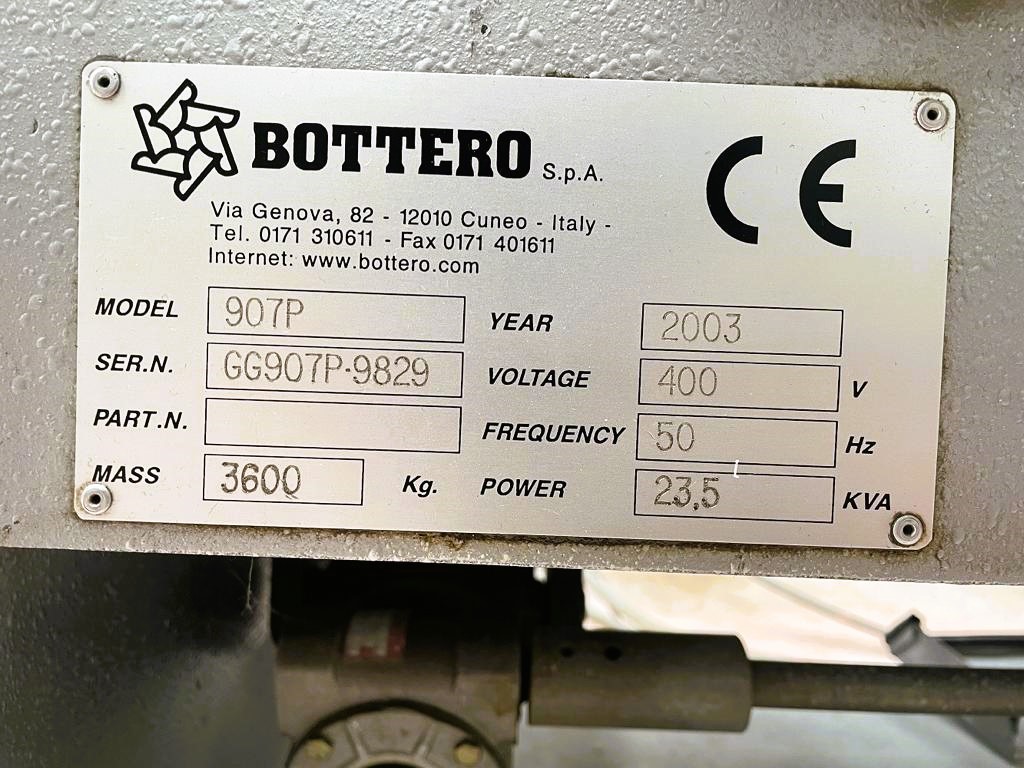 BOTTERO S.p.A.
CE
Via Genova, 82 - 12010 Cuneo - Italy -
Tel. 0171 310611 - Fax 0171 401611
Internet: www.bottero.com
MODEL 907P YEAR 2003
SER.N. GG907P-9829 VOLTAGE 400 V
PART.N. FREQUENCY 50 Hz
MASS 3600 Kg. POWER 23,5 KVA